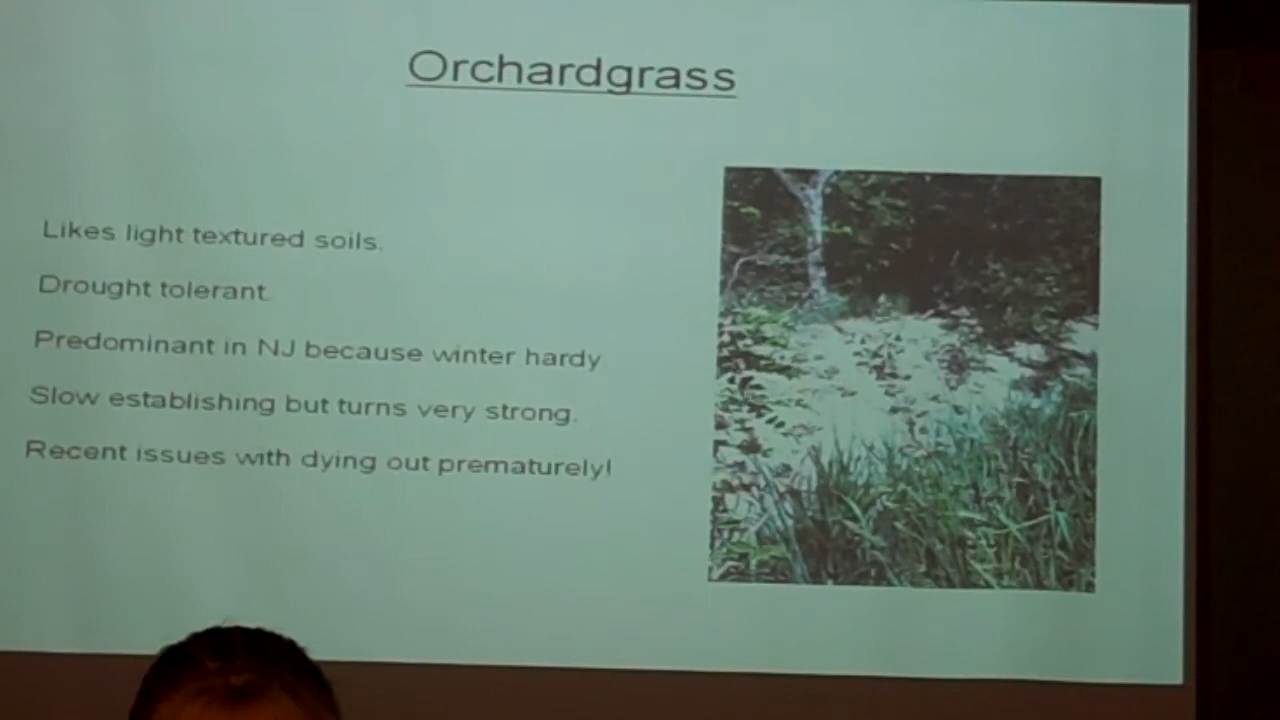 Orchardgrass
Likes light textured soils.
Drought tolerant.
Predominant in NJ because winter hardy
Slow establishing but turns very strong.
Recent issues with dying out prematurely!